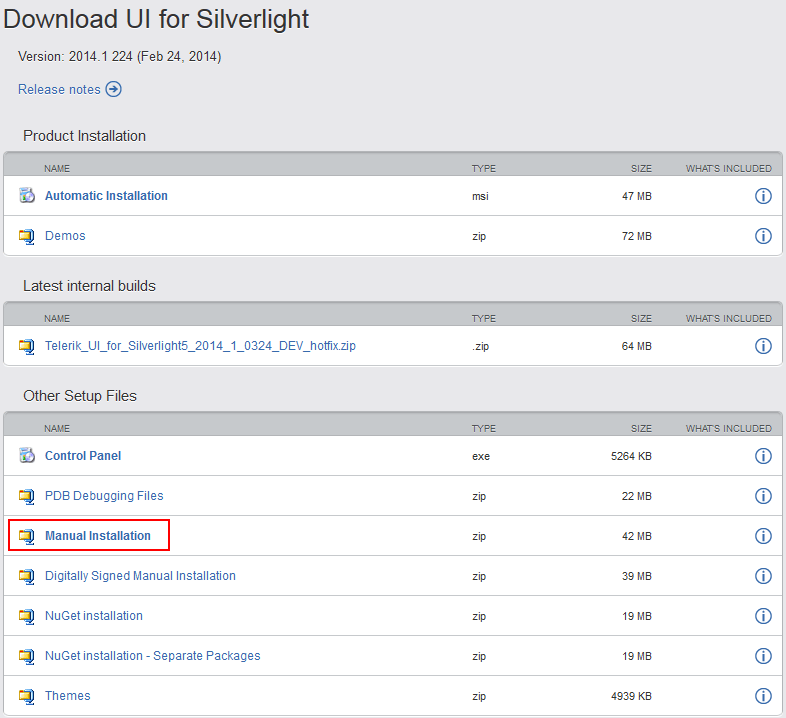 Download UI for Silverlight
Version: 2014.1 224 (Feb 24, 2014)
Release notes
Product Installation
NAME TYPE SIZE WHAT'S INCLUDED
Automatic Installation msi 47 MB
Demos zip 72 MB
Latest internal builds
NAME TYPE SIZE WHAT'S INCLUDED
Telerik_UI_for_Silverlight5_2014_1_0324_DEV_hotfix.zip .zip 64 MB
Other Setup Files
NAME TYPE SIZE WHAT'S INCLUDED
Control Panel exe 5264 KB
PDB Debugging Files zip 22 MB
Manual Installation zip 42 MB
Digitally Signed Manual Installation zip 39 MB
NuGet installation zip 19 MB
NuGet installation - Separate Packages zip 19 MB
Themes zip 4939 KB